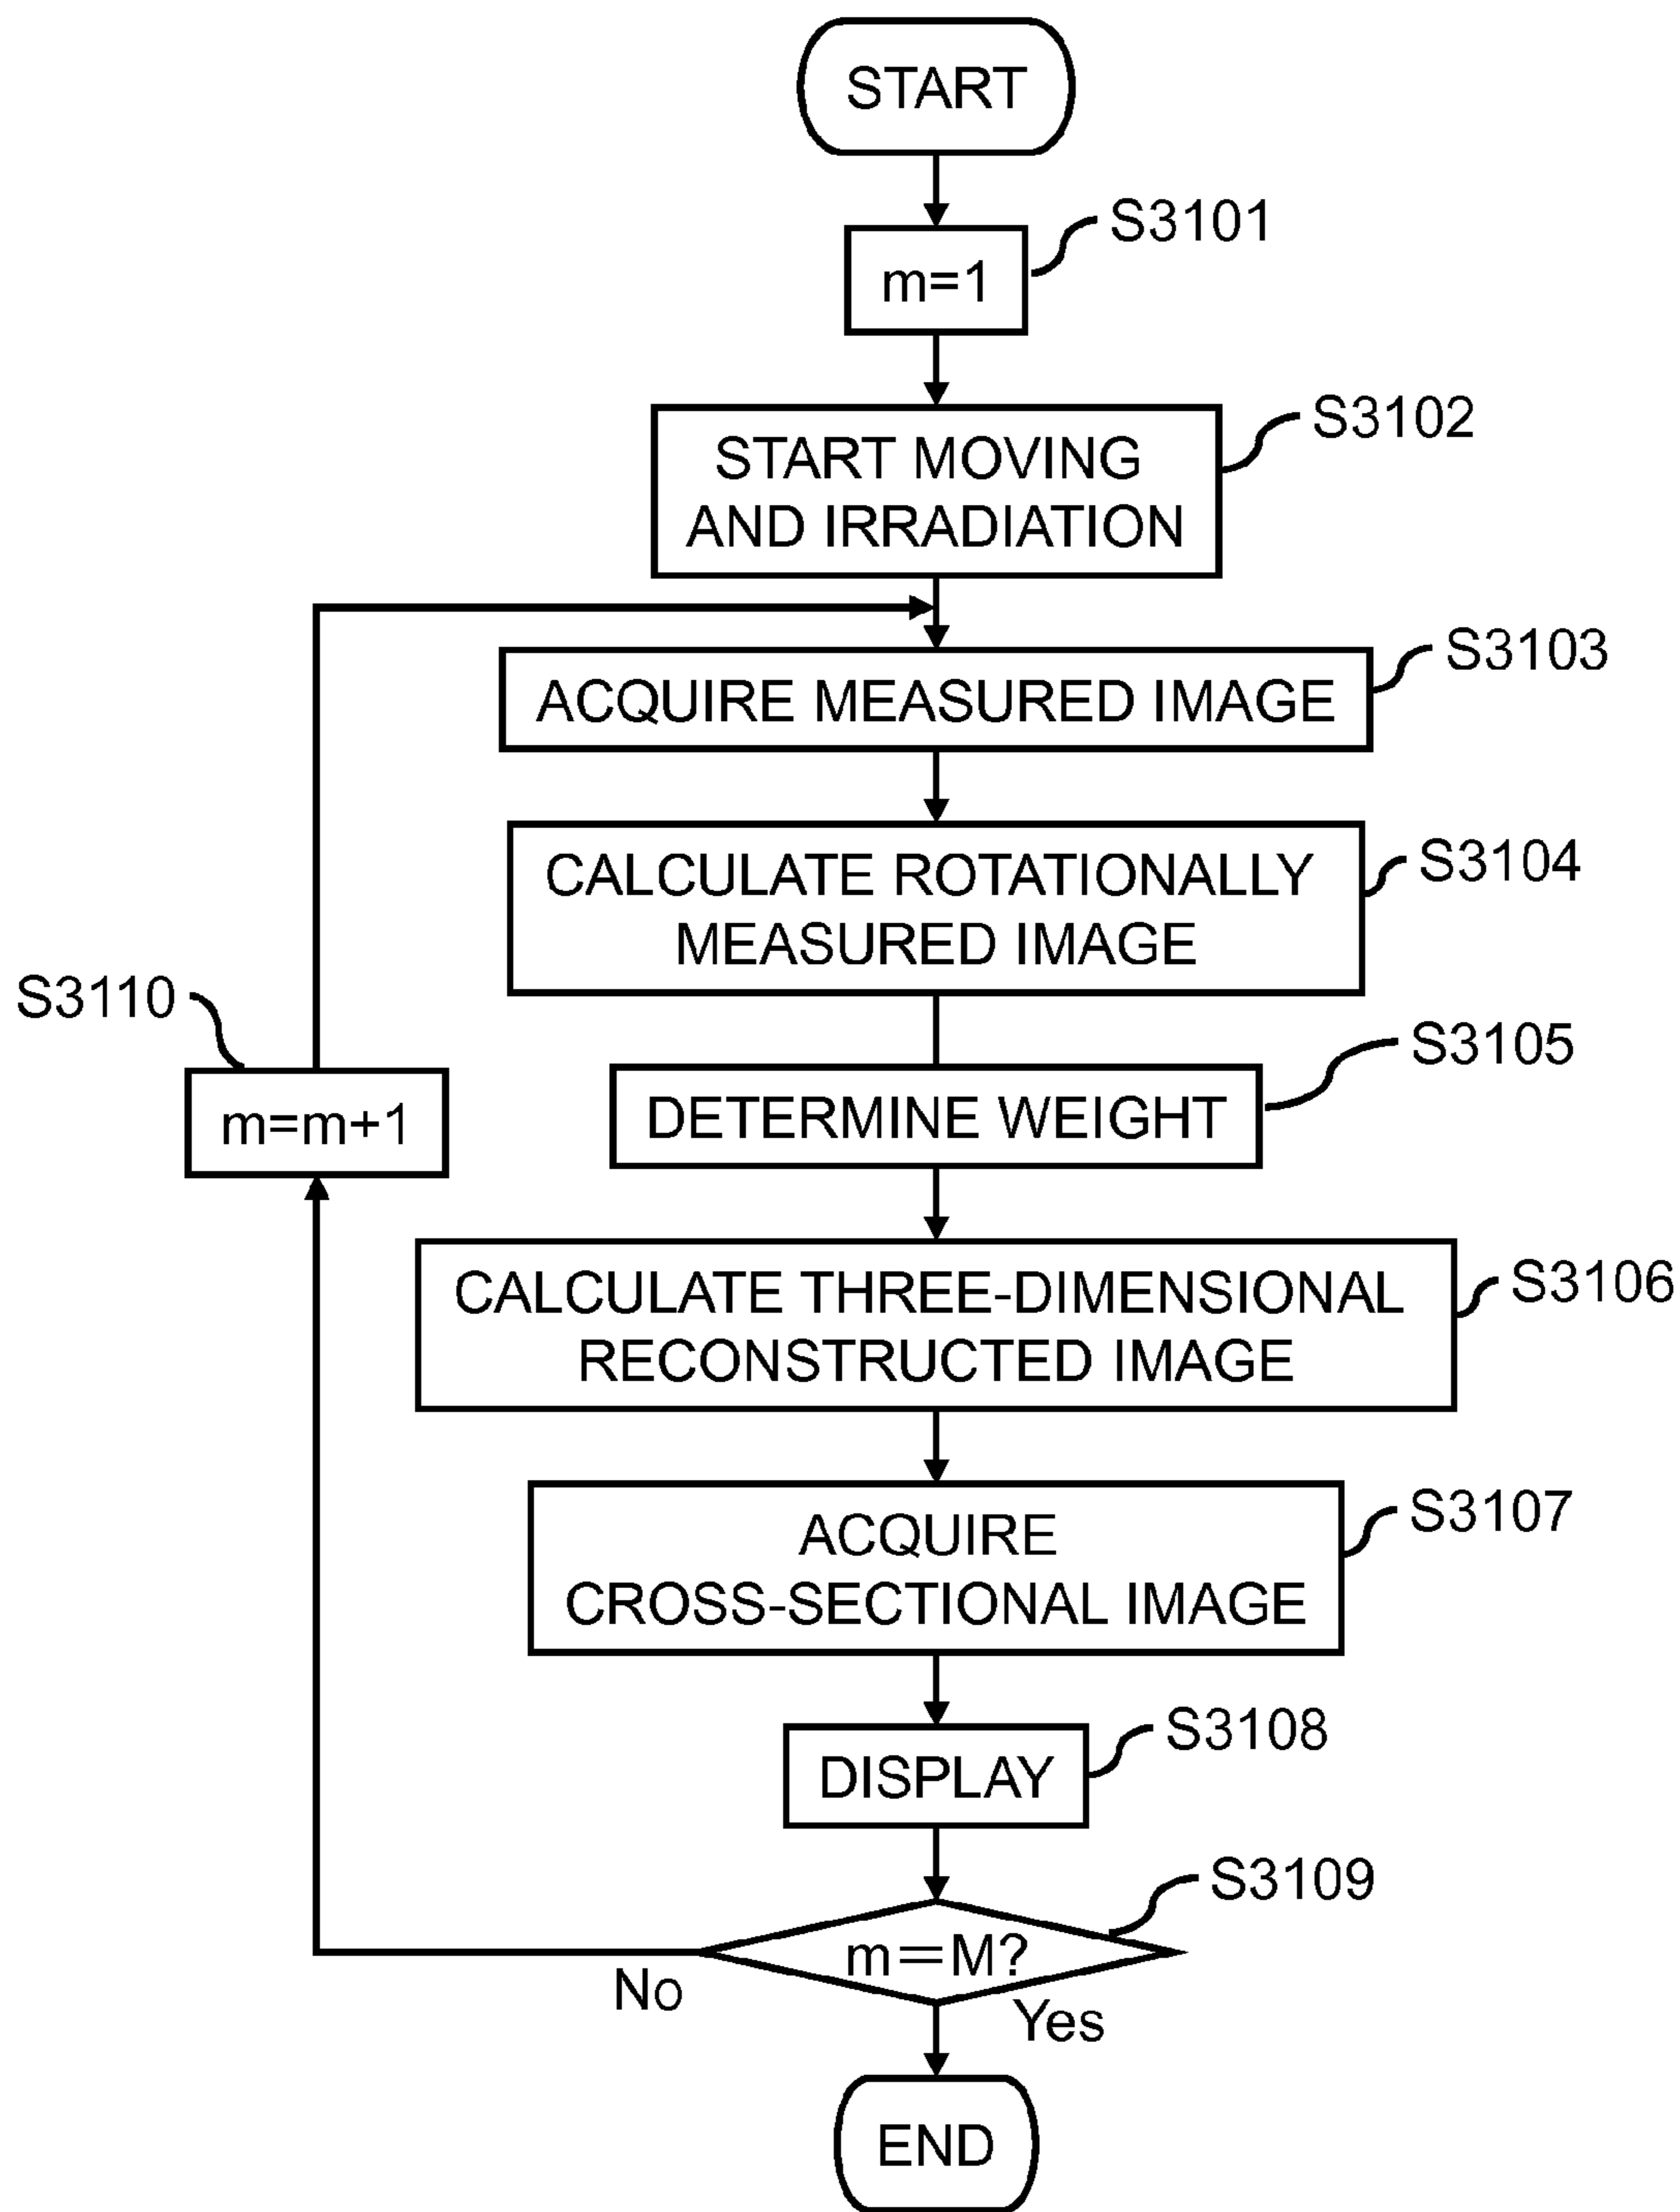 START
S3101
m=1
S3102
START MOVING
AND IRRADIATION
S3103
ACQUIRE MEASURED IMAGE
S3104
CALCULATE ROTATIONALLY
MEASURED IMAGE
S3110
m=m+1
S3105
DETERMINE WEIGHT
S3106
CALCULATE THREE-DIMENSIONAL
RECONSTRUCTED IMAGE
S3107
ACQUIRE
CROSS-SECTIONAL IMAGE
S3108
DISPLAY
S3109
m=M?
No
Yes
END